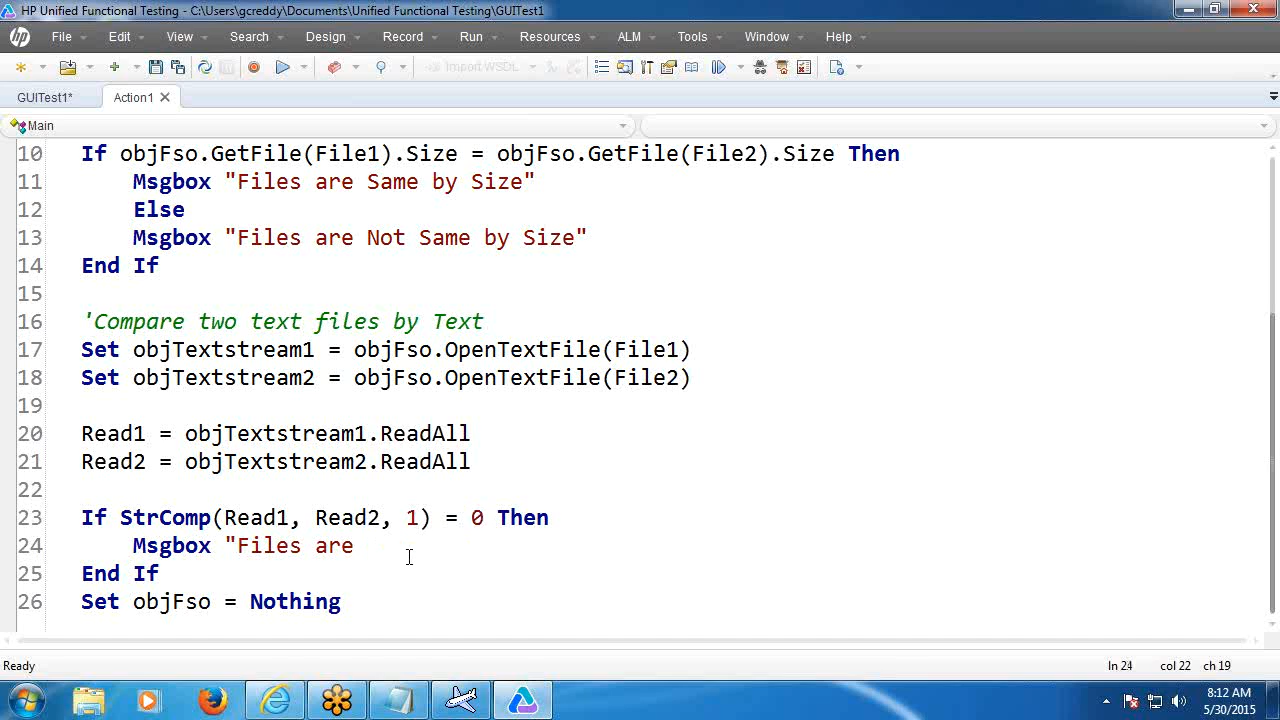 HP Unified Functional Testing - C:\Users\gcreddy\Documents\Unified Functional Testing\GUITest1
hp File Edit View Search Design Record Run Resources ALM Tools Window Help
Import WSDL
GUITest1* Action1
Main
10 If objFso.GetFile(File1).Size = objFso.GetFile(File2).Size Then
11 Msgbox "Files are Same by Size"
12 Else
13 Msgbox "Files are Not Same by Size"
14 End If
15
16 'Compare two text files by Text
17 Set objTextstream1 = objFso.OpenTextFile(File1)
18 Set objTextstream2 = objFso.OpenTextFile(File2)
19
20 Read1 = objTextstream1.ReadAll
21 Read2 = objTextstream2.ReadAll
22
23 If StrComp(Read1, Read2, 1) = 0 Then
24 Msgbox "Files are
25 End If
26 Set objFso = Nothing
Ready ln 24 col 22 ch 19
8:12 AM
5/30/2015